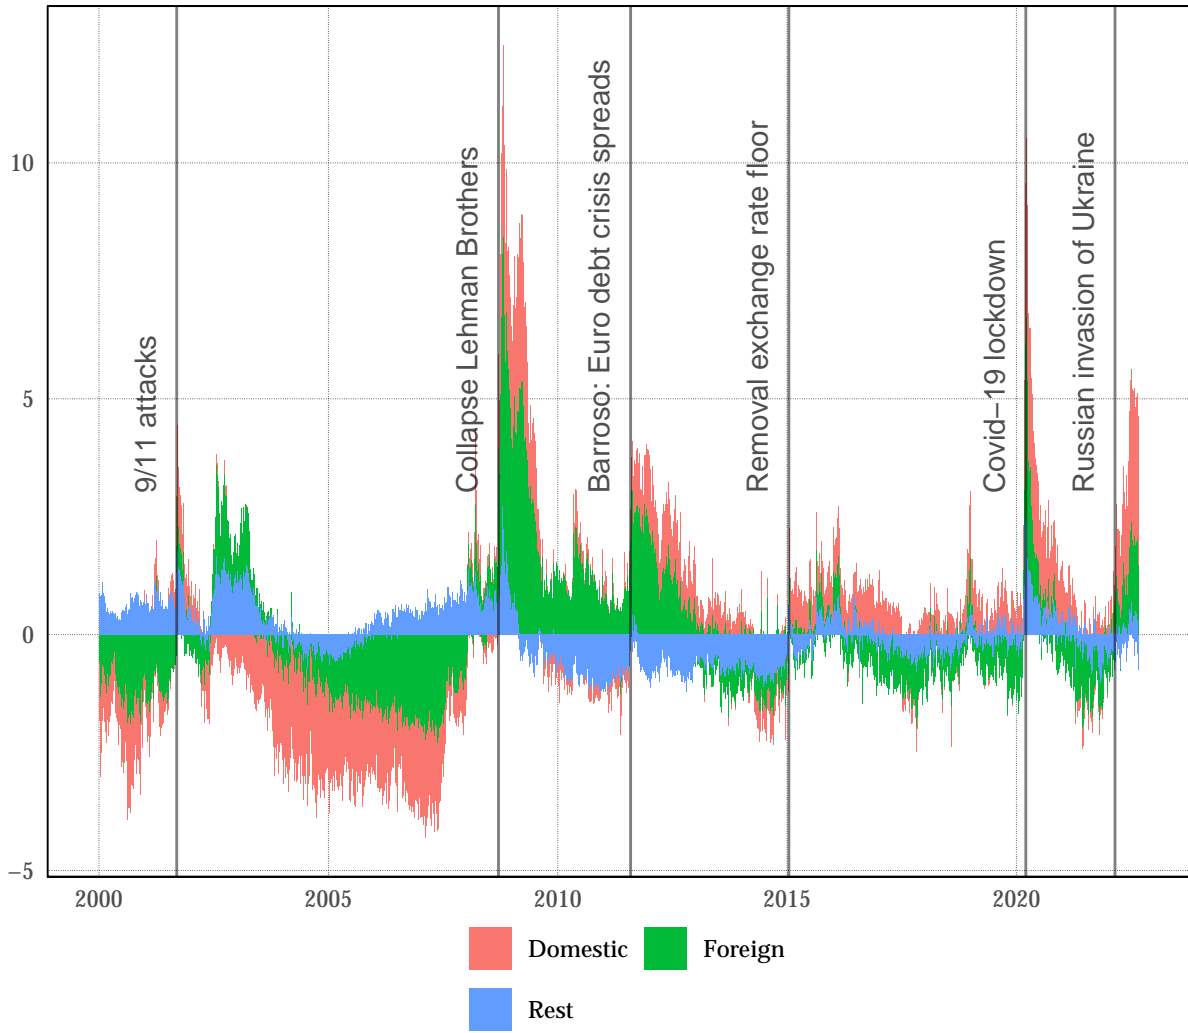 10
5
0
−5
9/11 attacks
Collapse Lehman Brothers
Barroso: Euro debt crisis spreads
Removal exchange rate floor
Covid−19 lockdown
Russian invasion of Ukraine
2000 2005 2010 2015 2020
Domestic Foreign
Rest